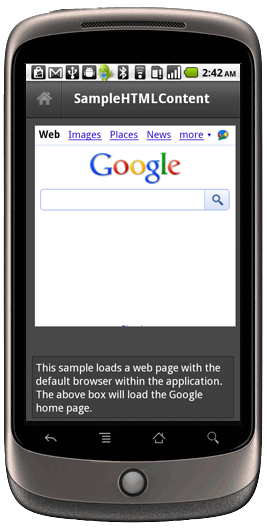 2:42 AM
SampleHTMLContent
Web Images Places News more
Google
This sample loads a web page with the
default browser within the application.
The above box will load the Google
home page.